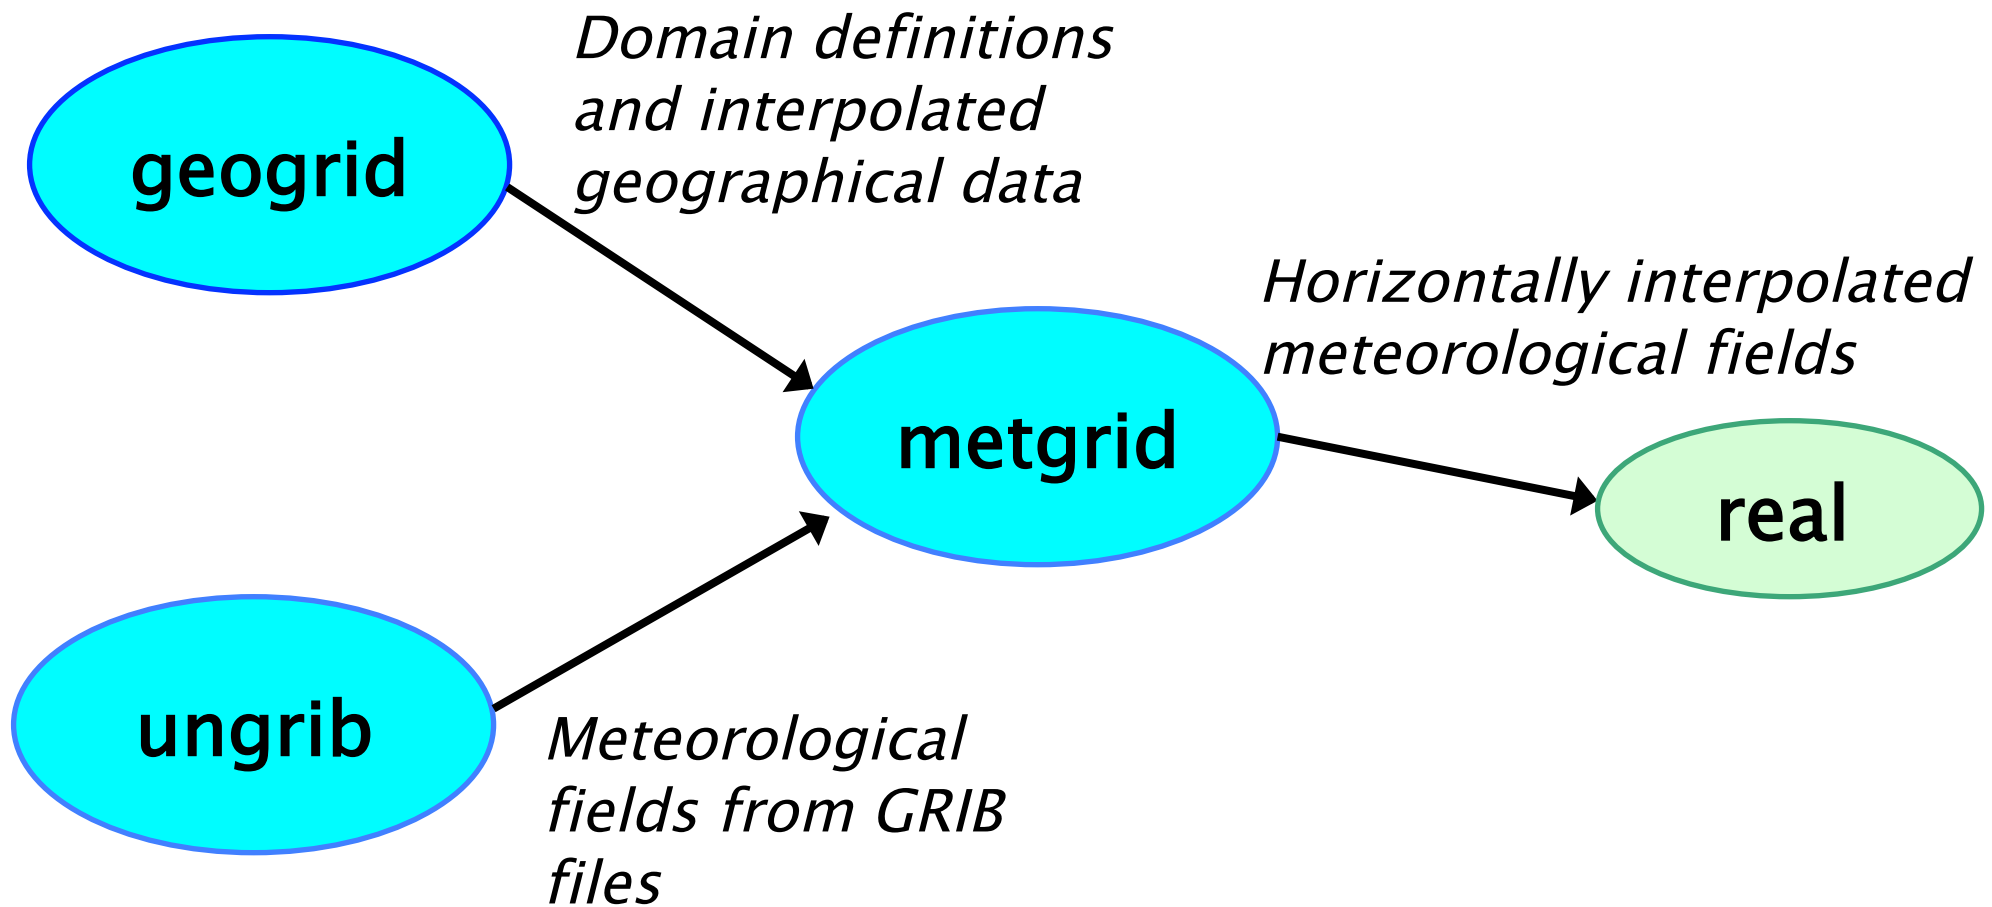 geogrid
Domain definitions
and interpolated
geographical data
metgrid
Horizontally interpolated
meteorological fields
real
ungrib
Meteorological
fields from GRIB
files